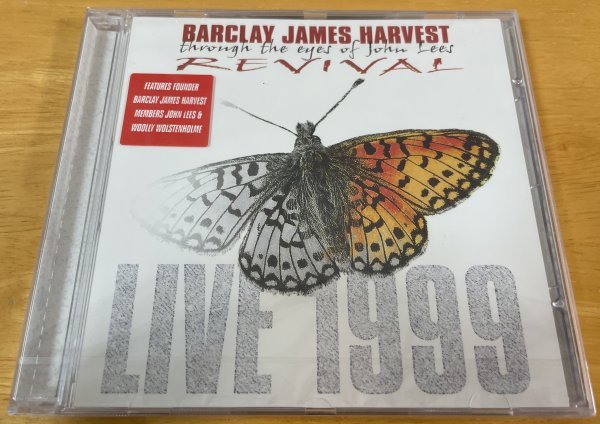 BARCLAY JAMES HARVEST
through the eyes of John Lees
REVIVAL
FEATURES FOUNDER
BARCLAY JAMES HARVEST
MEMBERS JOHN LEES &
WOOLLY WOLSTENHOLME
LIVE 1999